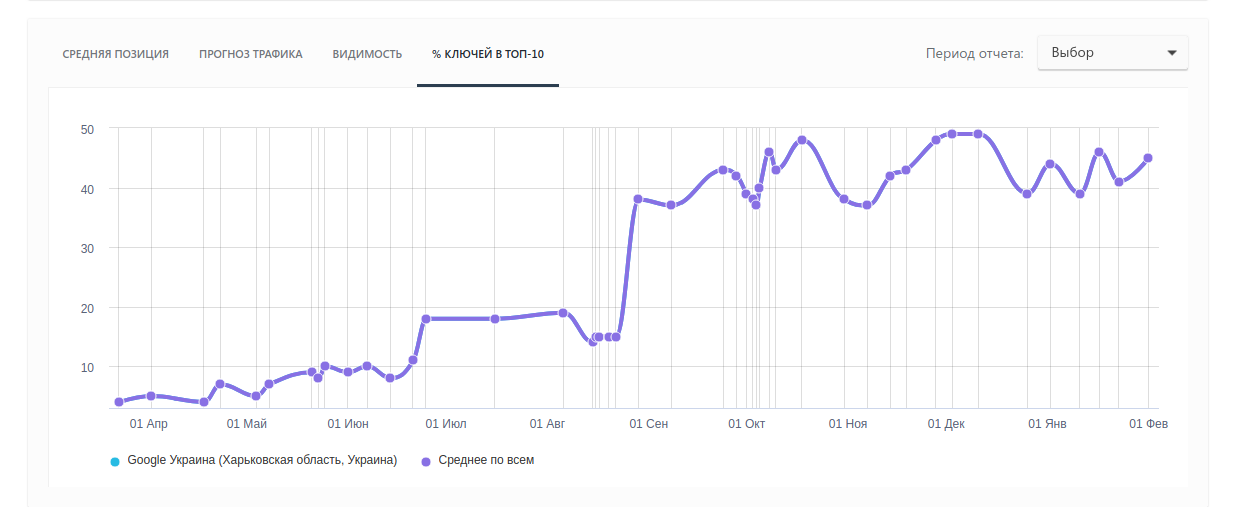 СРЕДНЯЯ ПОЗИЦИЯ ПРОГНОЗ ТРАФИКА ВИДИМОСТЬ % КЛЮЧЕЙ В ТОП-10 Период отчета: Выбор
50
40
30
20
10
01 Апр 01 Май 01 Июн 01 Июл 01 Авг 01 Сен 01 Окт 01 Ноя 01 Дек 01 Янв 01 Фев
Google Украина (Харьковская область, Украина) Среднее по всем